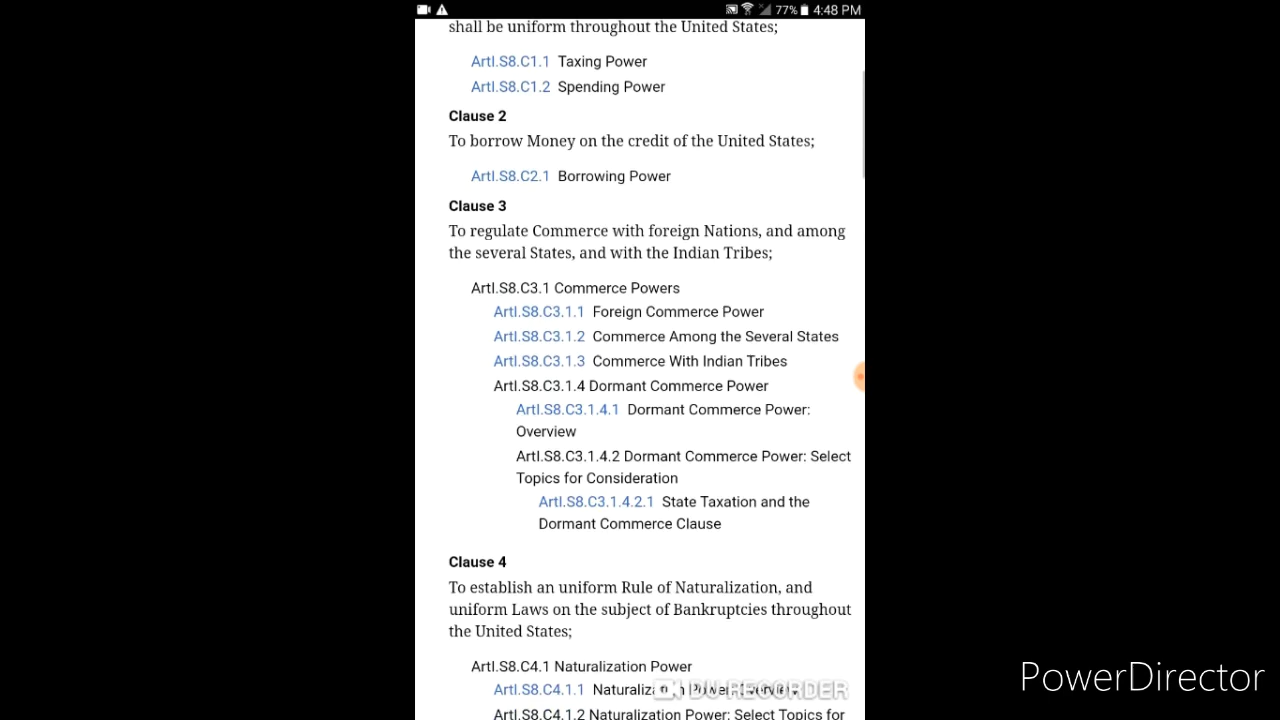 77% 4:48 PM
shall be uniform throughout the United States;
ArtI.S8.C1.1 Taxing Power
ArtI.S8.C1.2 Spending Power
Clause 2
To borrow Money on the credit of the United States;
ArtI.S8.C2.1 Borrowing Power
Clause 3
To regulate Commerce with foreign Nations, and among
the several States, and with the Indian Tribes;
ArtI.S8.C3.1 Commerce Powers
ArtI.S8.C3.1.1 Foreign Commerce Power
ArtI.S8.C3.1.2 Commerce Among the Several States
ArtI.S8.C3.1.3 Commerce With Indian Tribes
ArtI.S8.C3.1.4 Dormant Commerce Power
ArtI.S8.C3.1.4.1 Dormant Commerce Power:
Overview
ArtI.S8.C3.1.4.2 Dormant Commerce Power: Select
Topics for Consideration
ArtI.S8.C3.1.4.2.1 State Taxation and the
Dormant Commerce Clause
Clause 4
To establish an uniform Rule of Naturalization, and
uniform Laws on the subject of Bankruptcies throughout
the United States;
ArtI.S8.C4.1 Naturalization Power
ArtI.S8.C4.1.1 Naturalization Power: Overview
DU RECORDER
ArtI.S8.C4.1.2 Naturalization Power: Select Topics for
PowerDirector